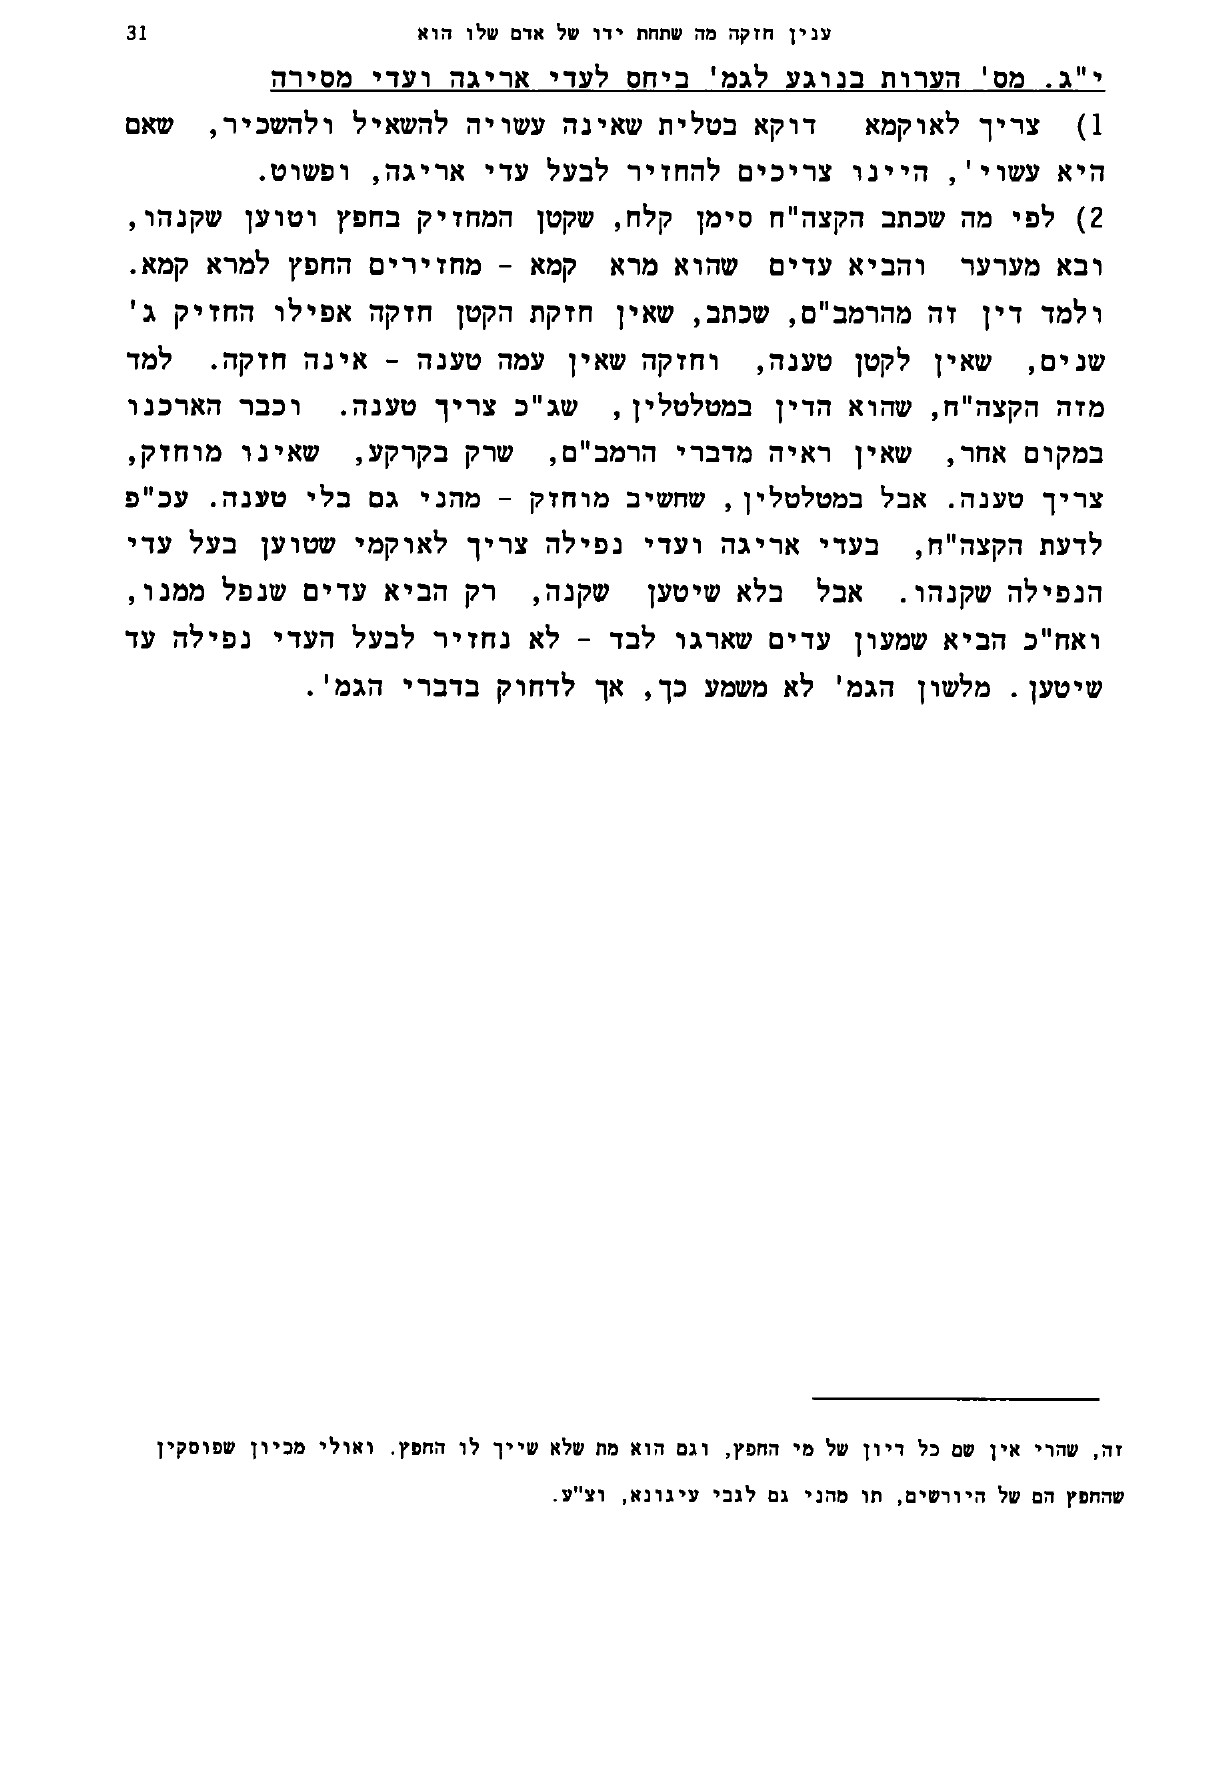 ענין חזקה מה שתחת ידו של אדם שלו הוא 31
י"ג. מס' הערות בנוגע לגמ' ביחס לעדי אריגה ועדי מסירה
1) צריך לאוקמא דוקא בטלית שאינה עשויה להשאיל ולהשכיר, שאם
היא עשוי', היינו צריכים להחזיר לבעל עדי אריגה, ופשוט.
2) לפי מה שכתב הקצה"ח סימן קלח, שקטן המחזיק בחפץ וטוען שקנהו,
ובא מערער והביא עדים שהוא מרא קמא - מחזירים החפץ למרא קמא.
ולמד דין זה מהרמב"ם, שכתב, שאין חזקת הקטן חזקה אפילו החזיק ג'
שנים, שאין לקטן טענה, וחזקה שאין עמה טענה - אינה חזקה. למד
מזה הקצה"ח, שהוא הדין במטלטלין, שג"כ צריך טענה. וכבר הארכנו
במקום אחר, שאין ראיה מדברי הרמב"ם, שרק בקרקע, שאינו מוחזק,
צריך טענה. אבל במטלטלין, שחשיב מוחזק - מהני גם בלי טענה. עכ"פ
לדעת הקצה"ח, בעדי אריגה ועדי נפילה צריך לאוקמי שטוען בעל עדי
הנפילה שקנהו. אבל בלא שיטען שקנה, רק הביא עדים שנפל ממנו,
ואח"כ הביא שמעון עדים שארגו לבד - לא נחזיר לבעל העדי נפילה עד
שיטען. מלשון הגמ' לא משמע כך, אך לדחוק בדברי הגמ'.
זה, שהרי אין שם כל דיון של מי החפץ, וגם הוא מת שלא שייך לו החפץ. ואולי מכיון שפוסקין
שהחפץ הם של היורשים, תו מהני גם לגבי עיגונא, וצ"ע.